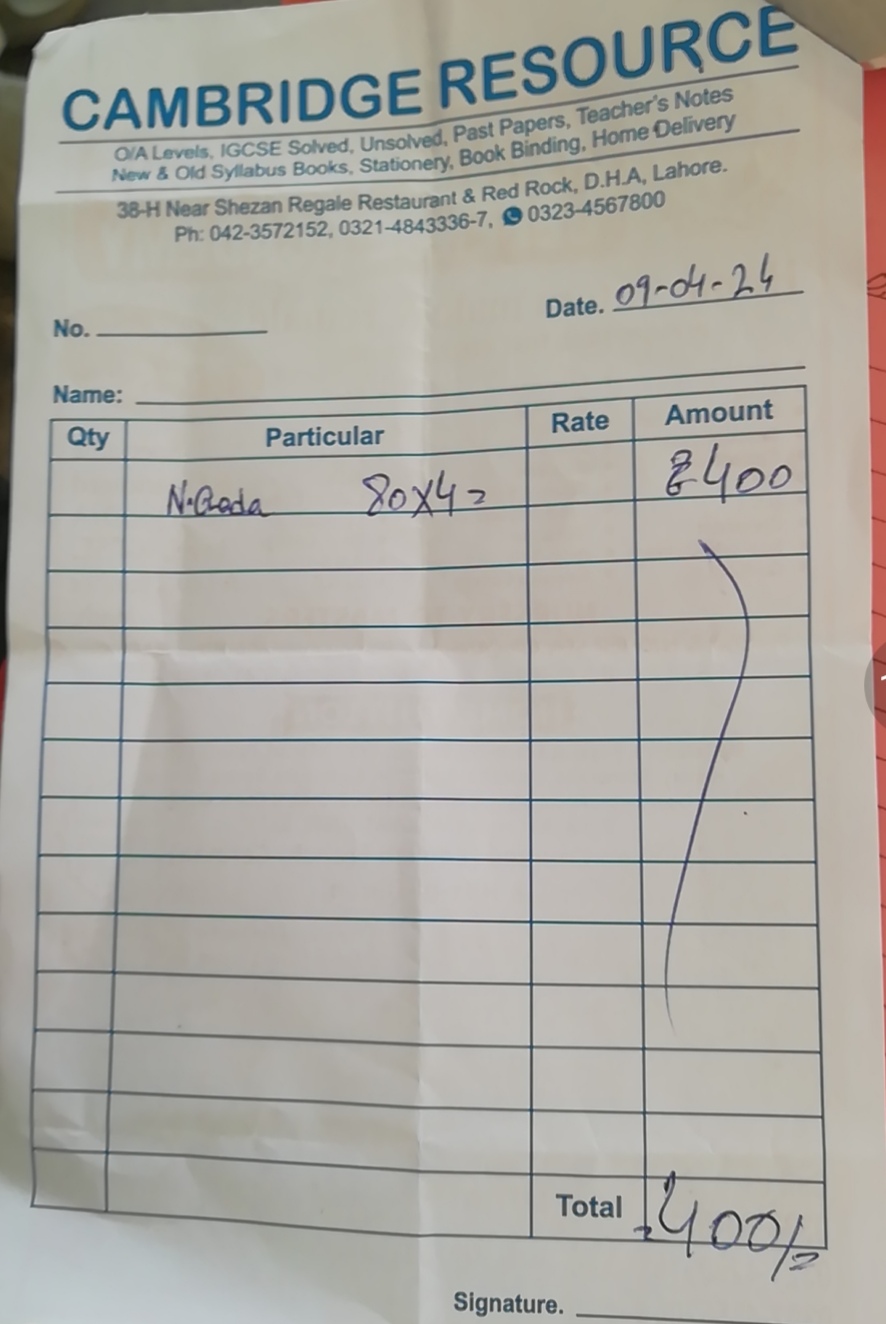 CAMBRIDGE RESOURCE
O/A Levels, IGCSE Solved, Unsolved, Past Papers, Teacher's Notes
New & Old Syllabus Books, Stationery, Book Binding, Home Delivery
38-H Near Shezan Regale Restaurant & Red Rock, D.H.A, Lahore.
Ph: 042-3572152, 0321-4843336-7, 0323-4567800
No. Date. 09-04-24
Name:
Qty Particular Rate Amount
80x4= 400
Total 400/=
Signature.